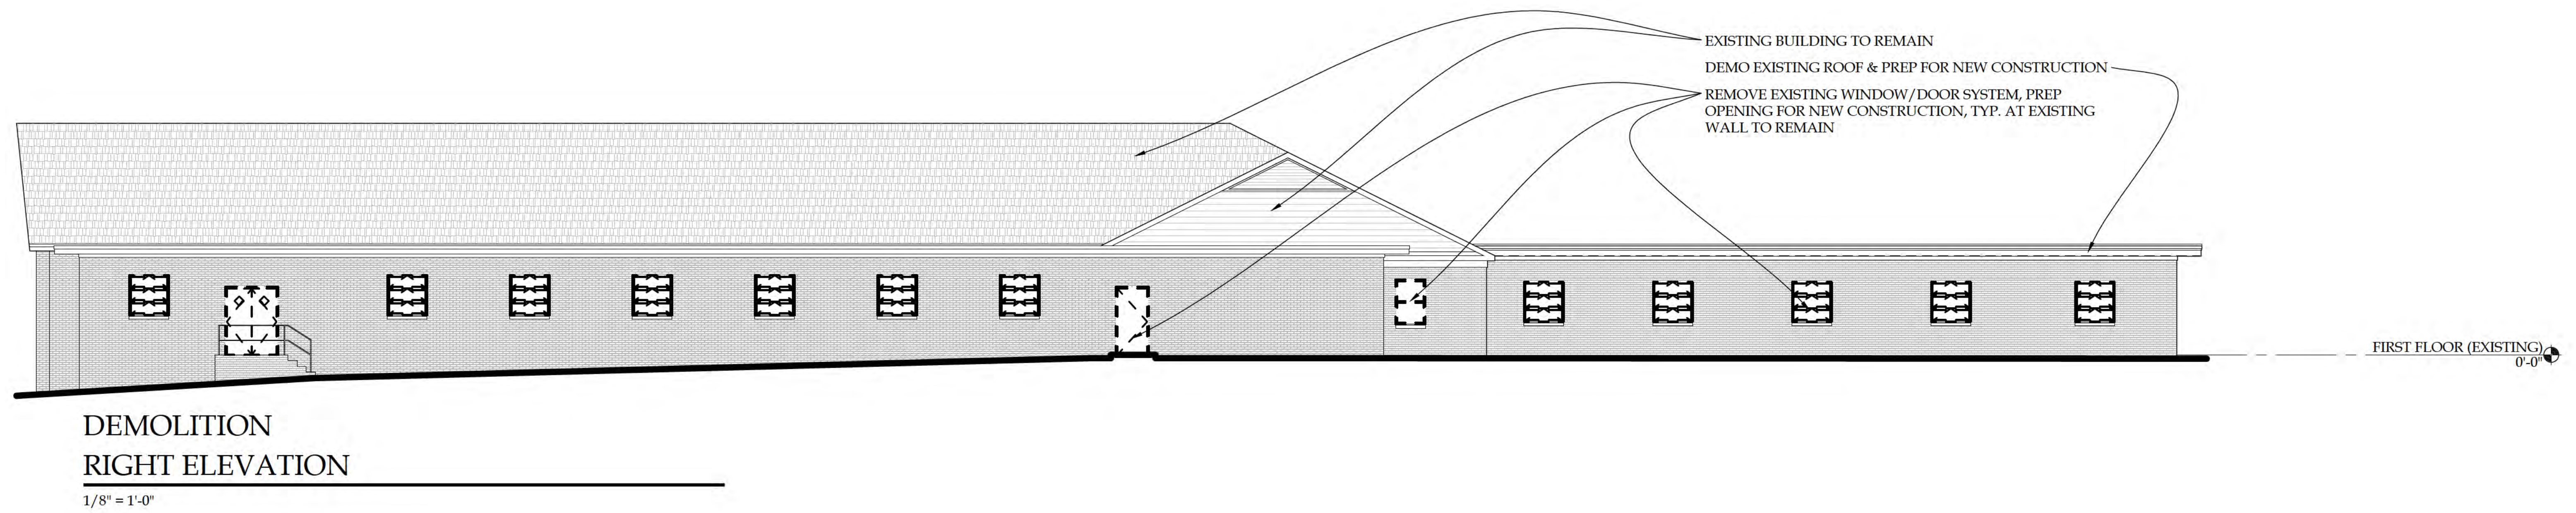 EXISTING BUILDING TO REMAIN
DEMO EXISTING ROOF & PREP FOR NEW CONSTRUCTION
REMOVE EXISTING WINDOW/DOOR SYSTEM, PREP
OPENING FOR NEW CONSTRUCTION, TYP. AT EXISTING
WALL TO REMAIN
FIRST FLOOR (EXISTING)
0'-0"
DEMOLITION
RIGHT ELEVATION
1/8" = 1'-0"